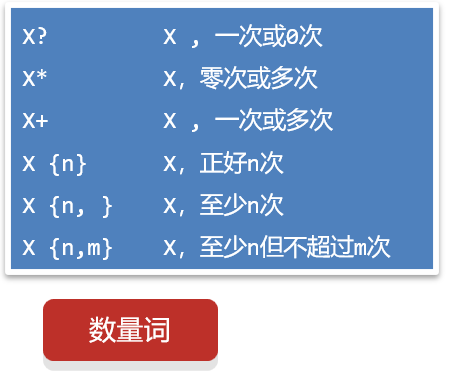 X? X , 一次或0次
X* X, 零次或多次
X+ X , 一次或多次
X {n} X, 正好n次
X {n, } X, 至少n次
X {n,m} X, 至少n但不超过m次
数量词